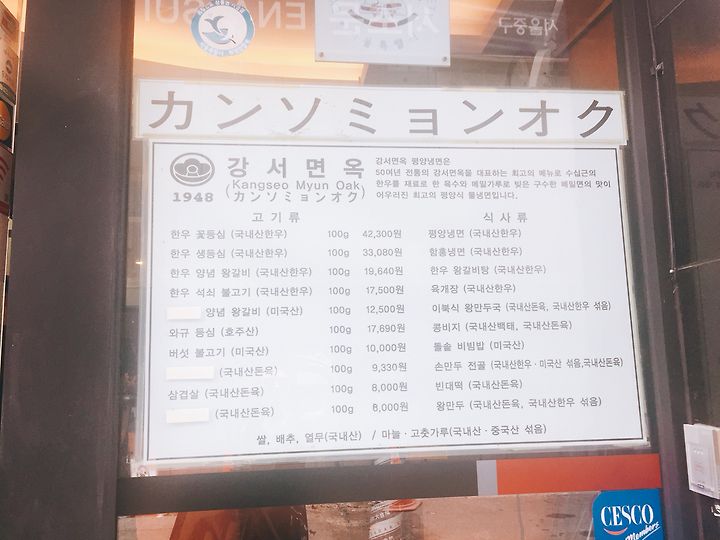 서울중구
カンソミョンオク
1948
강서면옥
(Kangseo Myun Oak)
(カンソミョンオク)
강서면옥 평양냉면은
50여년 전통의 강서면옥을 대표하는 최고의 메뉴로 수십근의
한우를 재료로 한 육수와 메밀가루로 빚은 구수한 메밀면의 맛이
어우러진 최고의 평양식 물냉면입니다.
고기류
한우 꽃등심 (국내산한우) 100g 42,300원
한우 생등심 (국내산한우) 100g 33,080원
한우 양념 왕갈비 (국내산한우) 100g 19,640원
한우 석쇠 불고기 (국내산한우) 100g 17,500원
양념 왕갈비 (미국산) 100g 12,500원
와규 등심 (호주산) 100g 17,690원
버섯 불고기 (미국산) 100g 10,000원
(국내산돈육) 100g 9,330원
삼겹살 (국내산돈육) 100g 8,000원
(국내산돈육) 100g 8,000원
식사류
평양냉면 (국내산한우)
함흥냉면 (국내산한우)
한우 왕갈비탕 (국내산한우)
육개장 (국내산한우)
이북식 왕만두국 (국내산돈육, 국내산한우 섞음)
콩비지 (국내산백태, 국내산돈육)
돌솥 비빔밥 (미국산)
손만두 전골 (국내산한우·미국산 섞음,국내산돈육)
빈대떡 (국내산돈육)
왕만두 (국내산돈육, 국내산한우 섞음)
쌀, 배추, 열무(국내산) / 마늘·고춧가루(국내산·중국산 섞음)
CESCO
Members